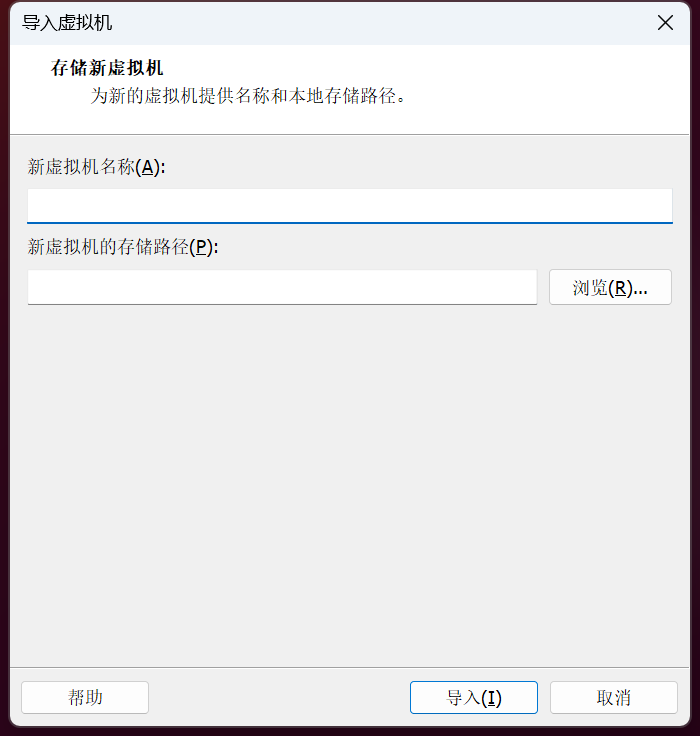 导入虚拟机
存储新虚拟机
为新的虚拟机提供名称和本地存储路径。
新虚拟机名称(A):
新虚拟机的存储路径(P):
浏览(R)...
帮助
导入(I)
取消